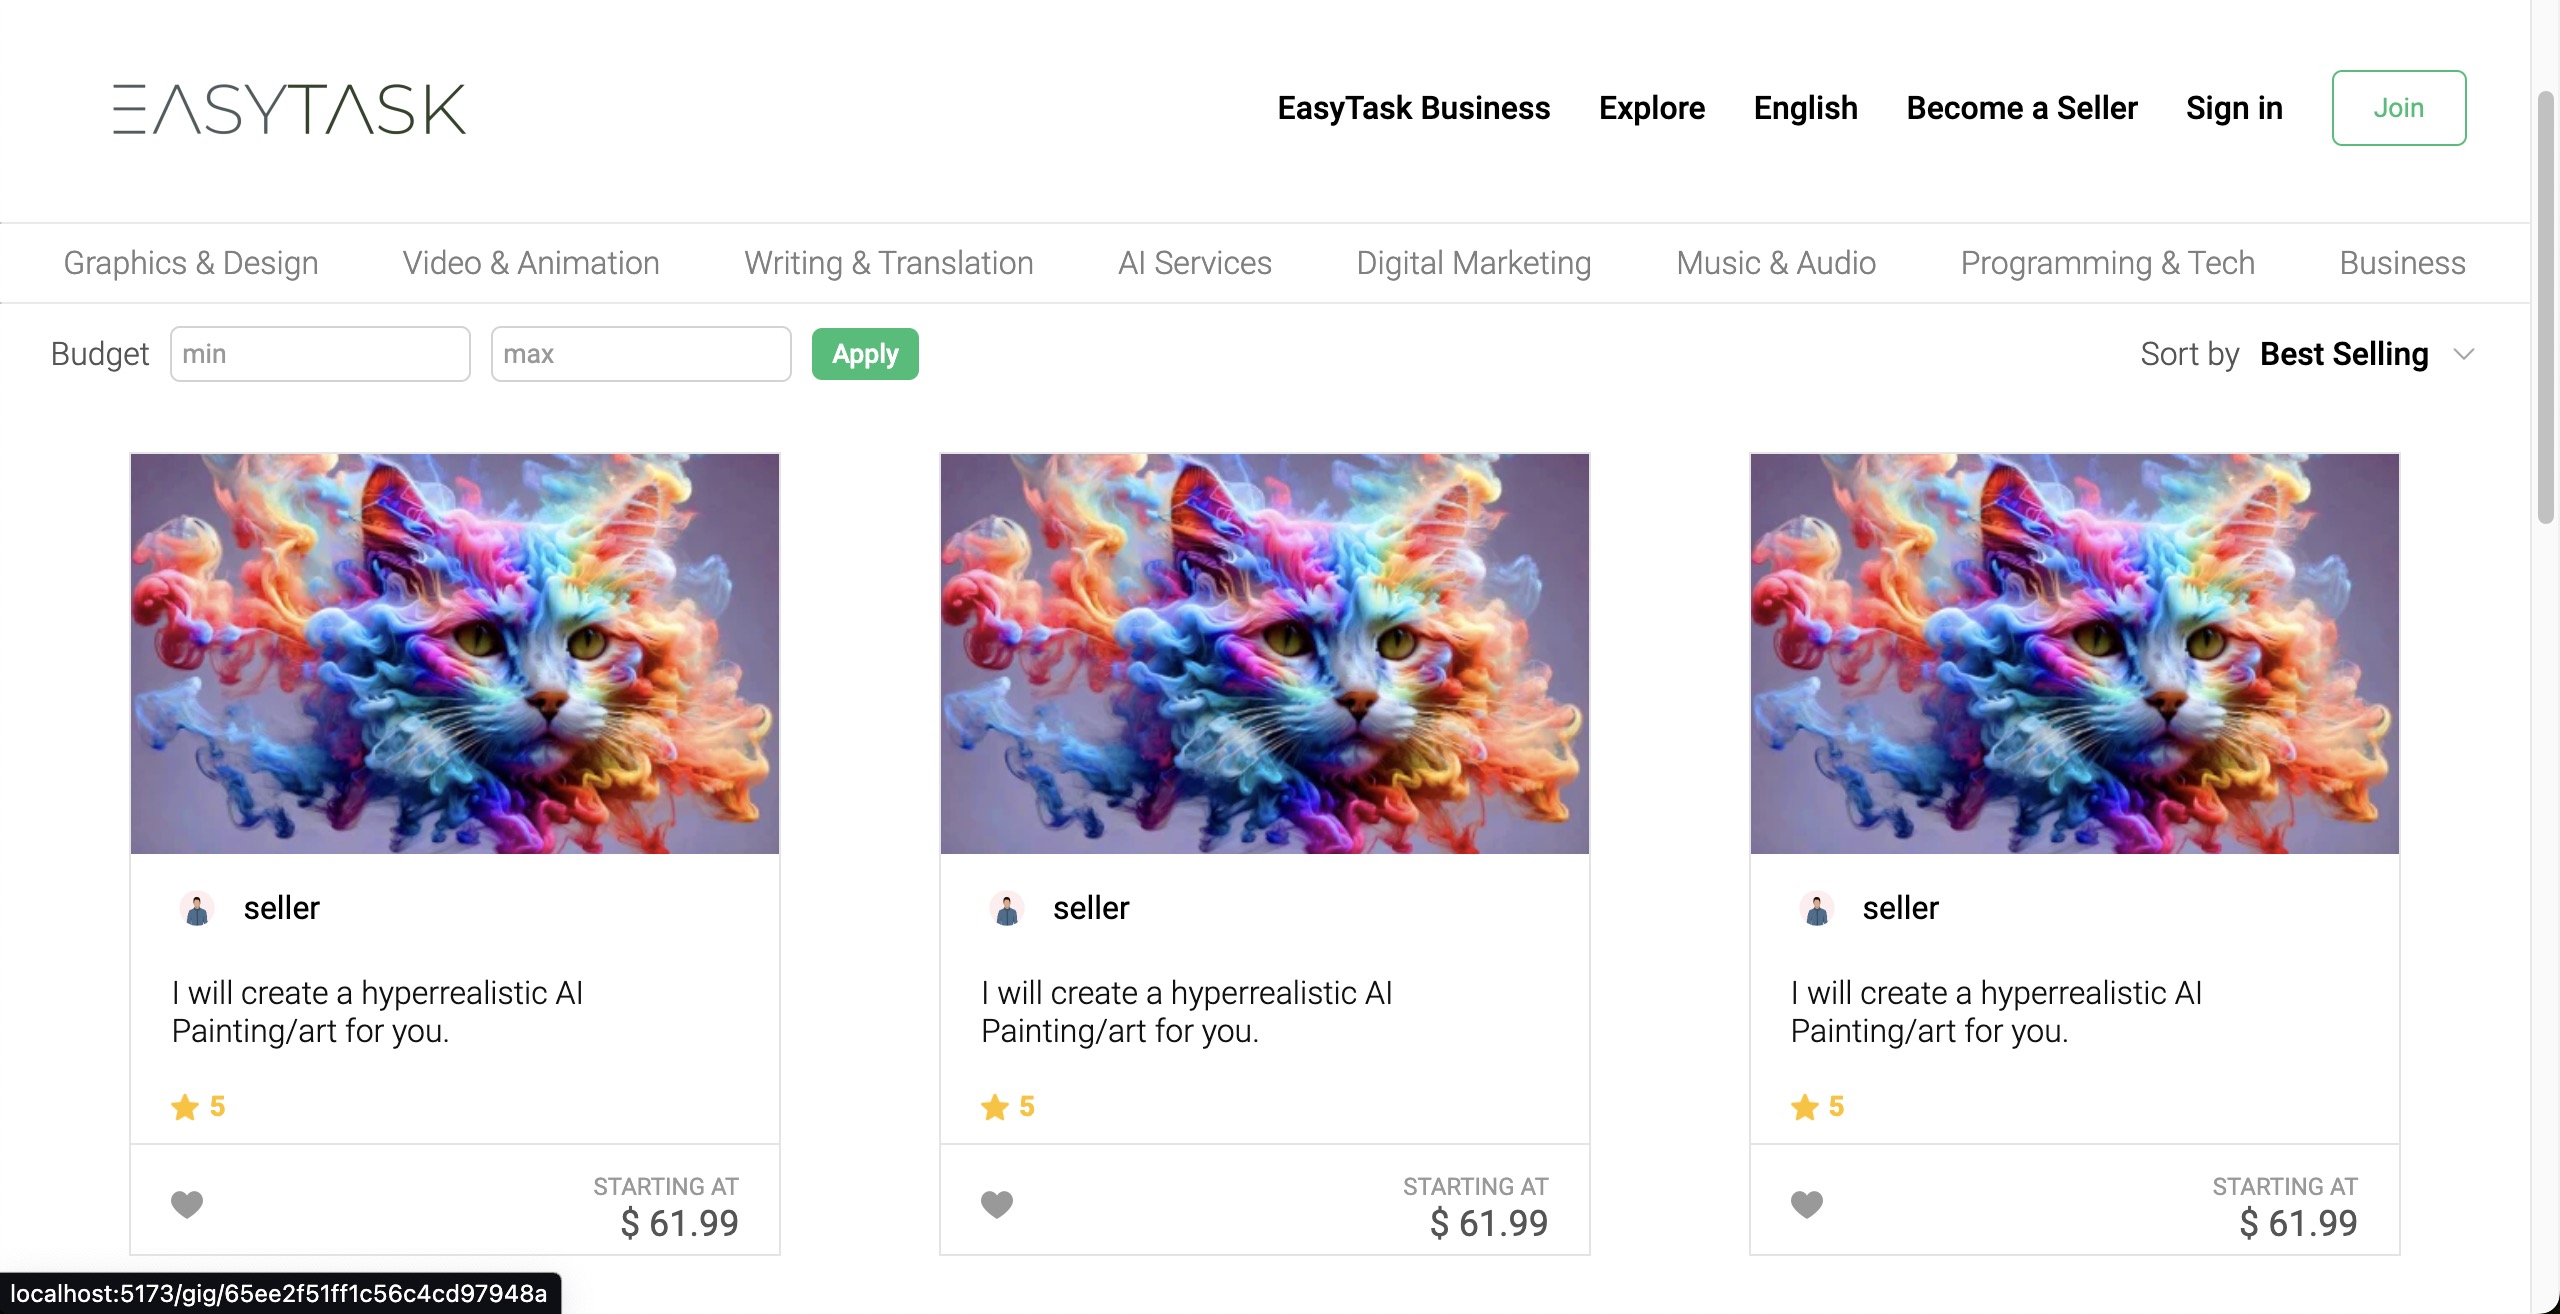 EASYTASK
EasyTask Business Explore English Become a Seller Sign in Join
Graphics & Design Video & Animation Writing & Translation AI Services Digital Marketing Music & Audio Programming & Tech Business
Budget min max Apply Sort by Best Selling
seller
I will create a hyperrealistic AI
Painting/art for you.
5
STARTING AT
$ 61.99
seller
I will create a hyperrealistic AI
Painting/art for you.
5
STARTING AT
$ 61.99
seller
I will create a hyperrealistic AI
Painting/art for you.
5
STARTING AT
$ 61.99
localhost:5173/gig/65ee2f51ff1c56c4cd97948a